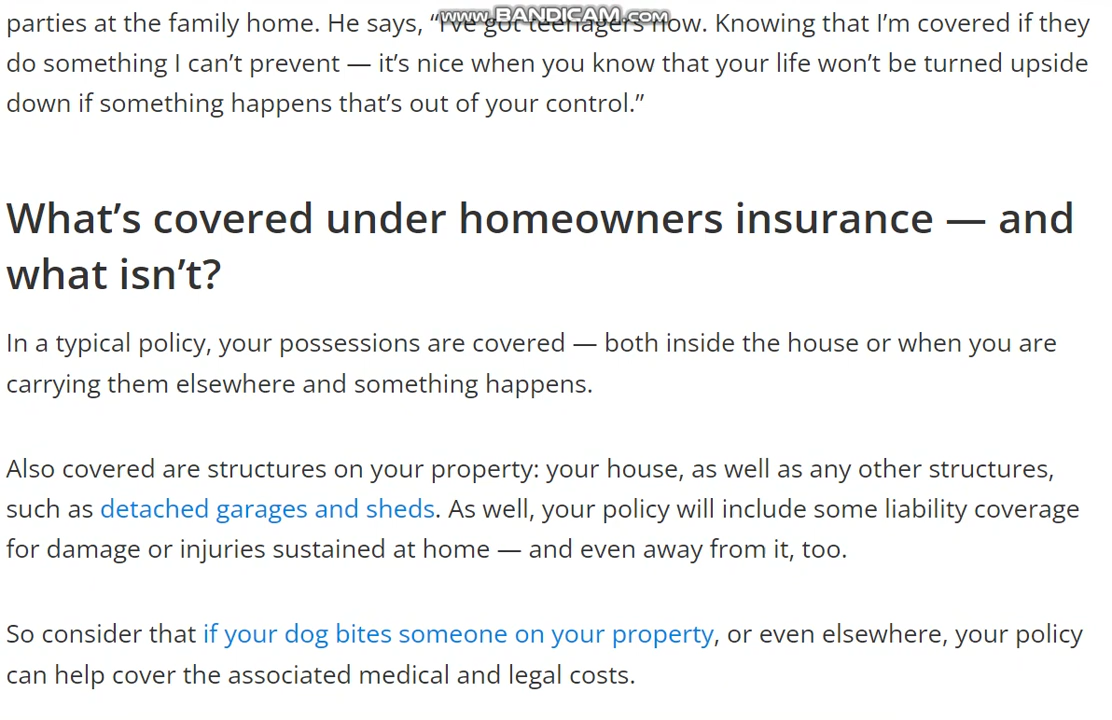 www.BANDICAM.com
parties at the family home. He says, “I’ve got teenagers now. Knowing that I’m covered if they
do something I can’t prevent — it’s nice when you know that your life won’t be turned upside
down if something happens that’s out of your control.”
What’s covered under homeowners insurance — and
what isn’t?
In a typical policy, your possessions are covered — both inside the house or when you are
carrying them elsewhere and something happens.
Also covered are structures on your property: your house, as well as any other structures,
such as detached garages and sheds. As well, your policy will include some liability coverage
for damage or injuries sustained at home — and even away from it, too.
So consider that if your dog bites someone on your property, or even elsewhere, your policy
can help cover the associated medical and legal costs.